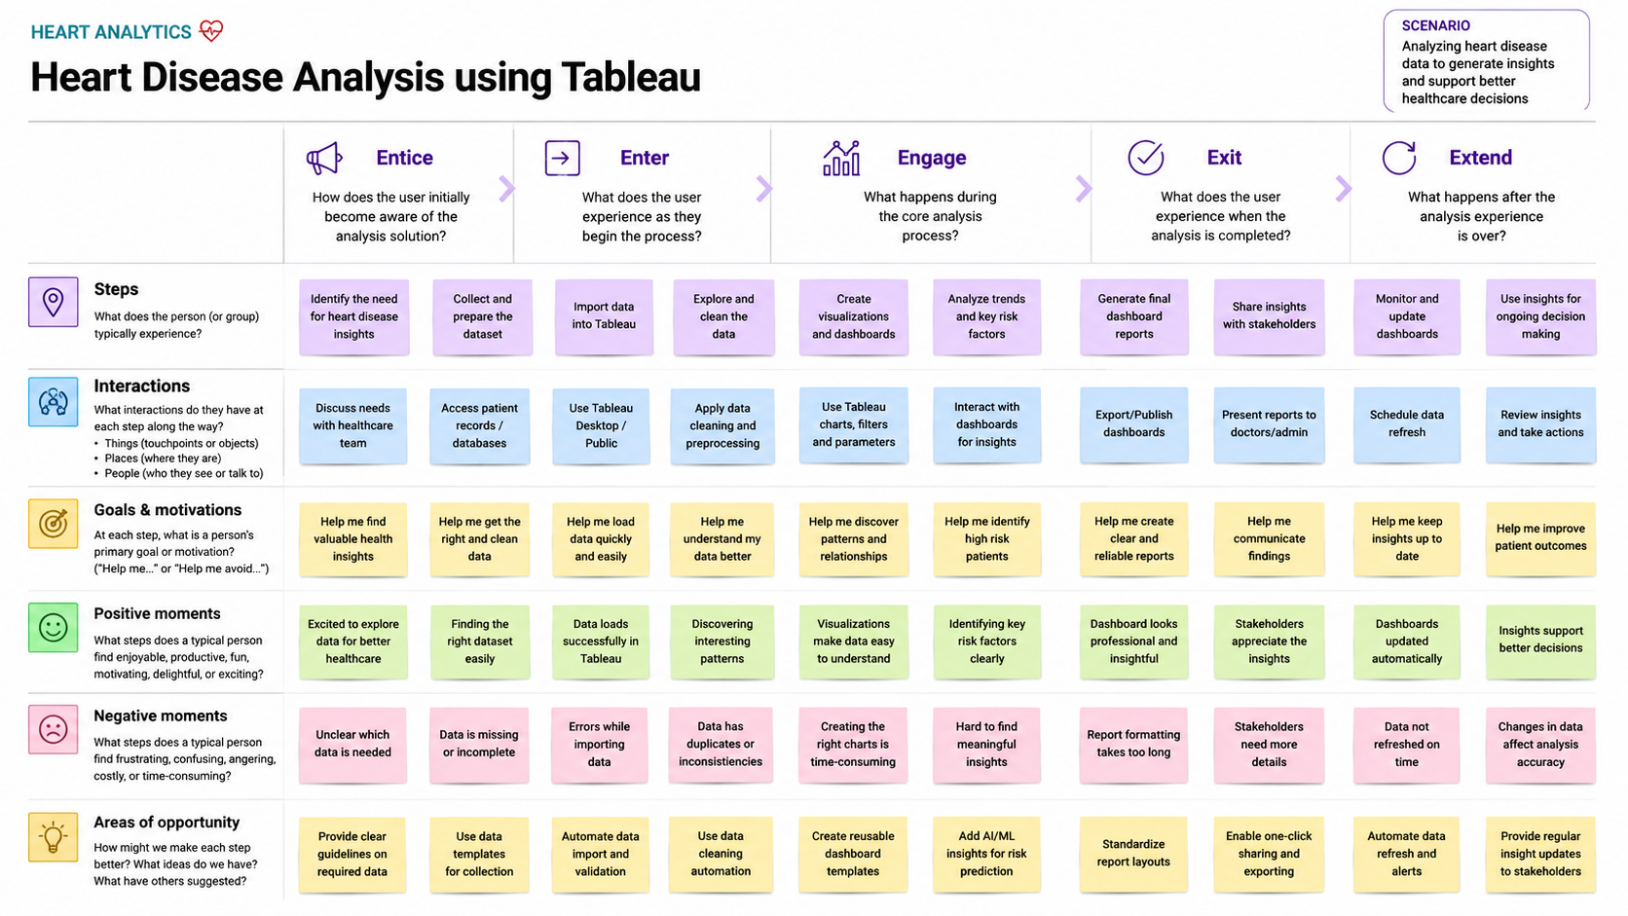 HEART ANALYTICS
Heart Disease Analysis using Tableau
SCENARIO
Analyzing heart disease
data to generate insights
and support better
healthcare decisions
Entice
How does the user initially
become aware of the
analysis solution?
Enter
What does the user
experience as they
begin the process?
Engage
What happens during
the core analysis
process?
Exit
What does the user
experience when the
analysis is completed?
Extend
What happens after the
analysis experience
is over?
Steps
What does the person (or group)
typically experience?
Identify the need
for heart disease
insights
Collect and
prepare the
dataset
Import data
into Tableau
Explore and
clean the
data
Create
visualizations
and dashboards
Analyze trends
and key risk
factors
Generate final
dashboard
reports
Share insights
with stakeholders
Monitor and
update
dashboards
Use insights for
ongoing decision
making
Interactions
What interactions do they have at
each step along the way?
• Things (touchpoints or objects)
• Places (where they are)
• People (who they see or talk to)
Discuss needs
with healthcare
team
Access patient
records /
databases
Use Tableau
Desktop /
Public
Apply data
cleaning and
preprocessing
Use Tableau
charts, filters
and parameters
Interact with
dashboards
for insights
Export/Publish
dashboards
Present reports to
doctors/admin
Schedule data
refresh
Review insights
and take actions
Goals & motivations
At each step, what is a person's
primary goal or motivation?
("Help me..." or "Help me avoid...")
Help me find
valuable health
insights
Help me get the
right and clean
data
Help me load
data quickly
and easily
Help me
understand my
data better
Help me discover
patterns and
relationships
Help me identify
high risk
patients
Help me create
clear and
reliable reports
Help me
communicate
findings
Help me keep
insights up to
date
Help me improve
patient outcomes
Positive moments
What steps does a typical person
find enjoyable, productive, fun,
motivating, delightful, or exciting?
Excited to explore
data for better
healthcare
Finding the
right dataset
easily
Data loads
successfully in
Tableau
Discovering
interesting
patterns
Visualizations
make data easy
to understand
Identifying key
risk factors
clearly
Dashboard looks
professional and
insightful
Stakeholders
appreciate the
insights
Dashboards
updated
automatically
Insights support
better decisions
Negative moments
What steps does a typical person
find frustrating, confusing, angering,
costly, or time-consuming?
Unclear which
data is needed
Data is missing
or incomplete
Errors while
importing
data
Data has
duplicates or
inconsistiencies
Creating the
right charts is
time-consuming
Hard to find
meaningful
insights
Report formatting
takes too long
Stakeholders
need more
details
Data not
refreshed on
time
Changes in data
affect analysis
accuracy
Areas of opportunity
How might we make each step
better? What ideas do we have?
What have others suggested?
Provide clear
guidelines on
required data
Use data
templates
for collection
Automate data
import and
validation
Use data
cleaning
automation
Create reusable
dashboard
templates
Add AI/ML
insights for risk
prediction
Standardize
report layouts
Enable one-click
sharing and
exporting
Automate data
refresh and
alerts
Provide regular
insight updates
to stakeholders